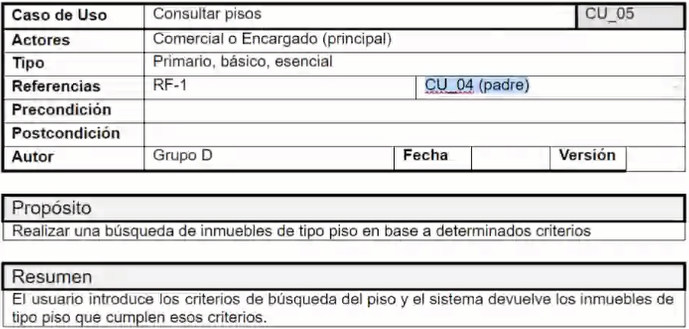 Caso de Uso Consultar pisos CU_05
Actores Comercial o Encargado (principal)
Tipo Primario, básico, esencial
Referencias RF-1 CU_04 (padre)
Precondición
Postcondición
Autor Grupo D Fecha Versión
Propósito
Realizar una búsqueda de inmuebles de tipo piso en base a determinados criterios
Resumen
El usuario introduce los criterios de búsqueda del piso y el sistema devuelve los inmuebles de
tipo piso que cumplen esos criterios.